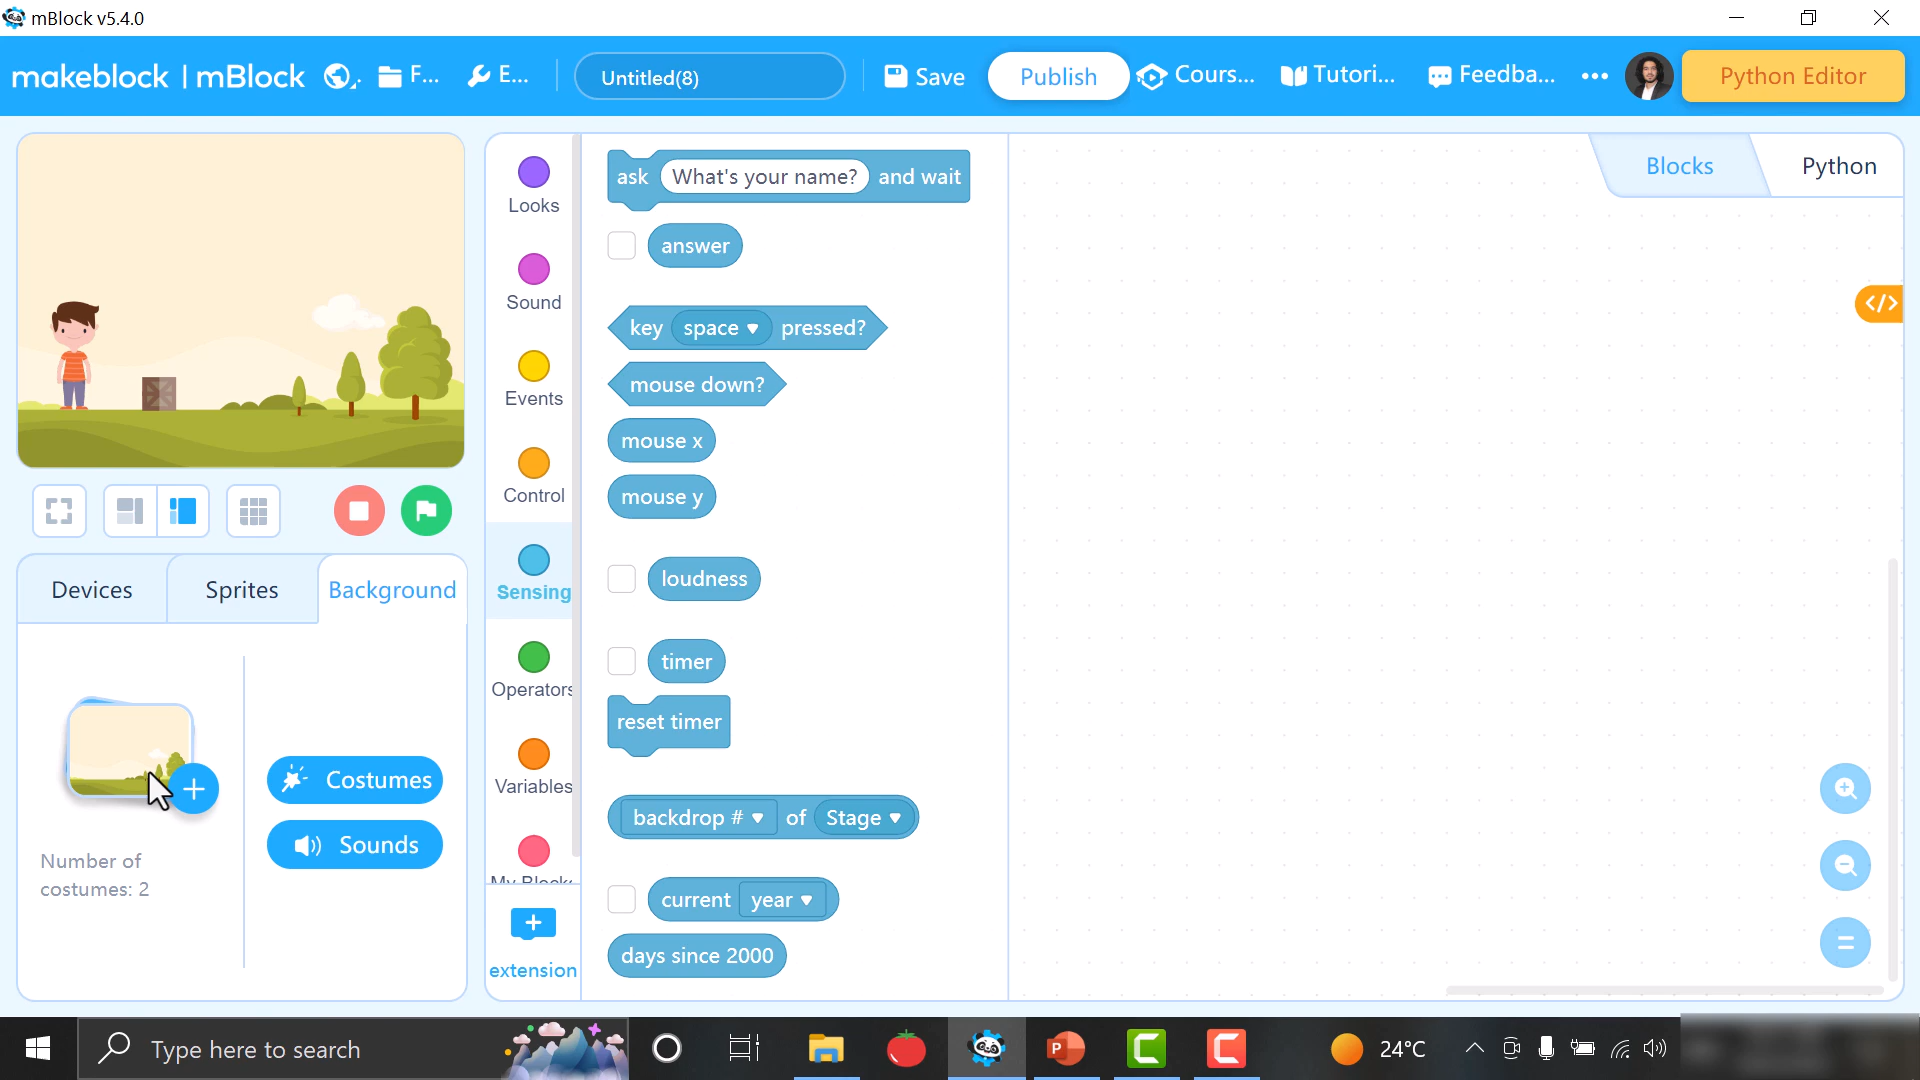 mBlock v5.4.0
makeblock | mBlock
F...
E...
Untitled(8)
Save
Publish
Cours...
Tutori...
Feedba...
Python Editor
Looks
Sound
Events
Control
Sensing
Operators
Variables
My Blocks
extension
ask What's your name? and wait
answer
key space pressed?
mouse down?
mouse x
mouse y
loudness
timer
reset timer
backdrop # of Stage
current year
days since 2000
Blocks
Python
</>
Devices
Sprites
Background
Costumes
Sounds
Number of
costumes: 2
Type here to search
P
24°C